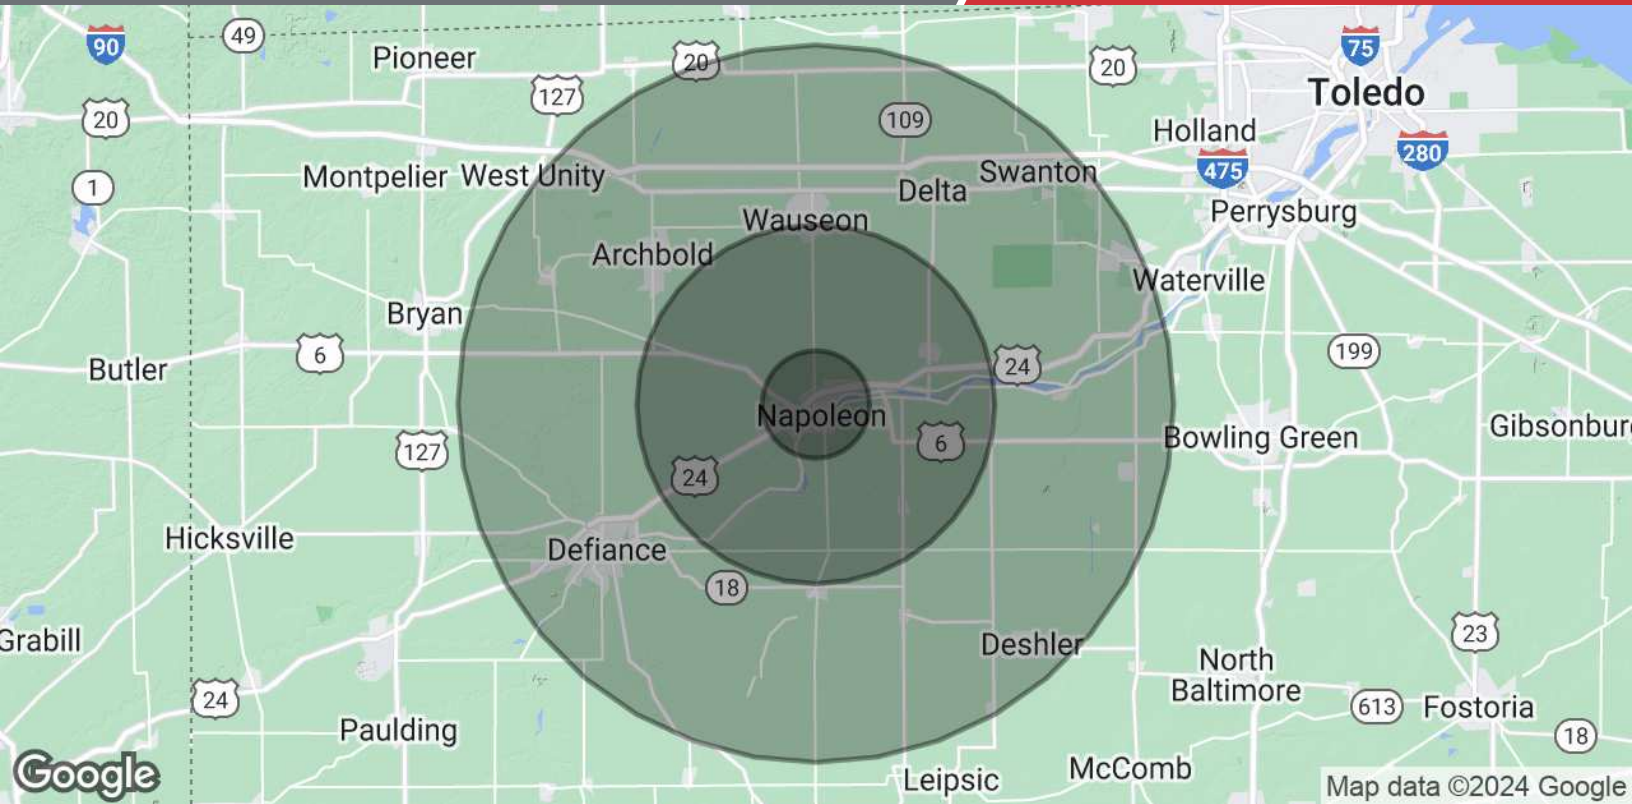 90
49
Pioneer
20
20
75
127
Toledo
20
109
Holland
280
475
1
Montpelier
West Unity
Swanton
Delta
Perrysburg
Wauseon
Archbold
Waterville
Bryan
6
24
199
Butler
Napoleon
6
Bowling Green
Gibsonbur
127
24
Hicksville
Defiance
18
Grabill
Deshler
23
North
Baltimore
24
613
Fostoria
Paulding
18
Google
Leipsic
McComb
Map data ©2024 Google